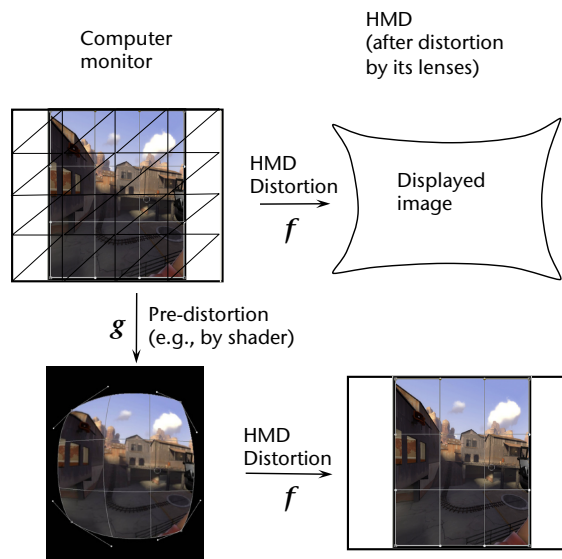 Computer
monitor
HMD
(after distortion
by its lenses)
HMD
Distortion
f
Displayed
image
g
Pre-distortion
(e.g., by shader)
HMD
Distortion
f